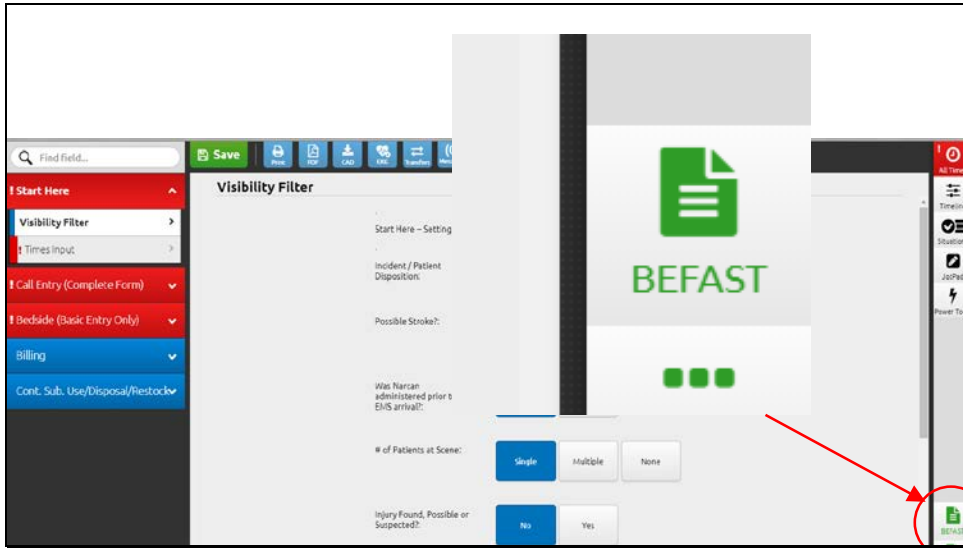 Find field...
Save
Print
PDF
CAD
EKG
Transfers
! All Time
! Start Here
Visibility Filter
! Times Input
! Call Entry (Complete Form)
! Bedside (Basic Entry Only)
Billing
Cont. Sub. Use/Disposal/Restock
Visibility Filter
Start Here – Setting
Incident / Patient
Disposition:
Possible Stroke?:
Was Narcan
administered prior t
EMS arrival?:
# of Patients at Scene:
Single
Multiple
None
Injury Found, Possible or
Suspected?:
No
Yes
BEFAST
Timelin
Situation
JotPad
Power To
BEFAST